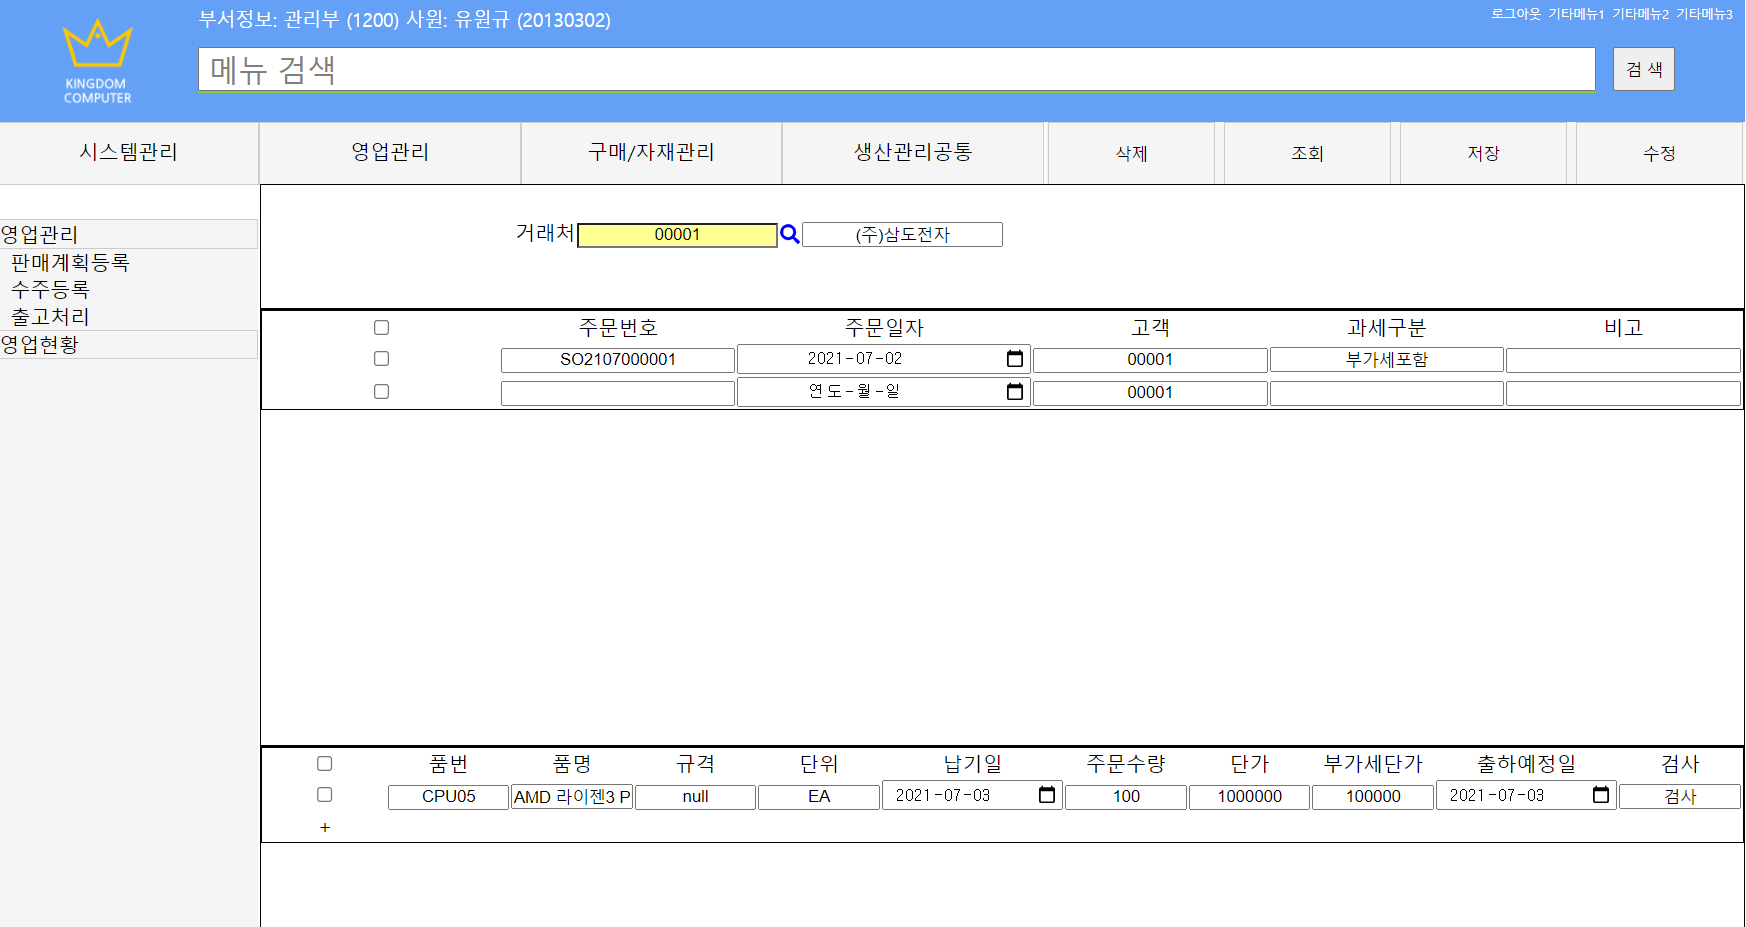 부서정보: 관리부 (1200) 사원: 유원규 (20130302)
로그아웃 기타메뉴1 기타메뉴2 기타메뉴3
KINGDOM
COMPUTER
메뉴 검색
검 색
시스템관리 영업관리 구매/자재관리 생산관리공통 삭제 조회 저장 수정
영업관리
판매계획등록
수주등록
출고처리
영업현황
거래처 00001 (주)삼도전자
주문번호 주문일자 고객 과세구분 비고
SO2107000001 2021-07-02 00001 부가세포함
연도-월-일 00001
품번 품명 규격 단위 납기일 주문수량 단가 부가세단가 출하예정일 검사
CPU05 AMD 라이젠3 P null EA 2021-07-03 100 1000000 100000 2021-07-03 검사
+